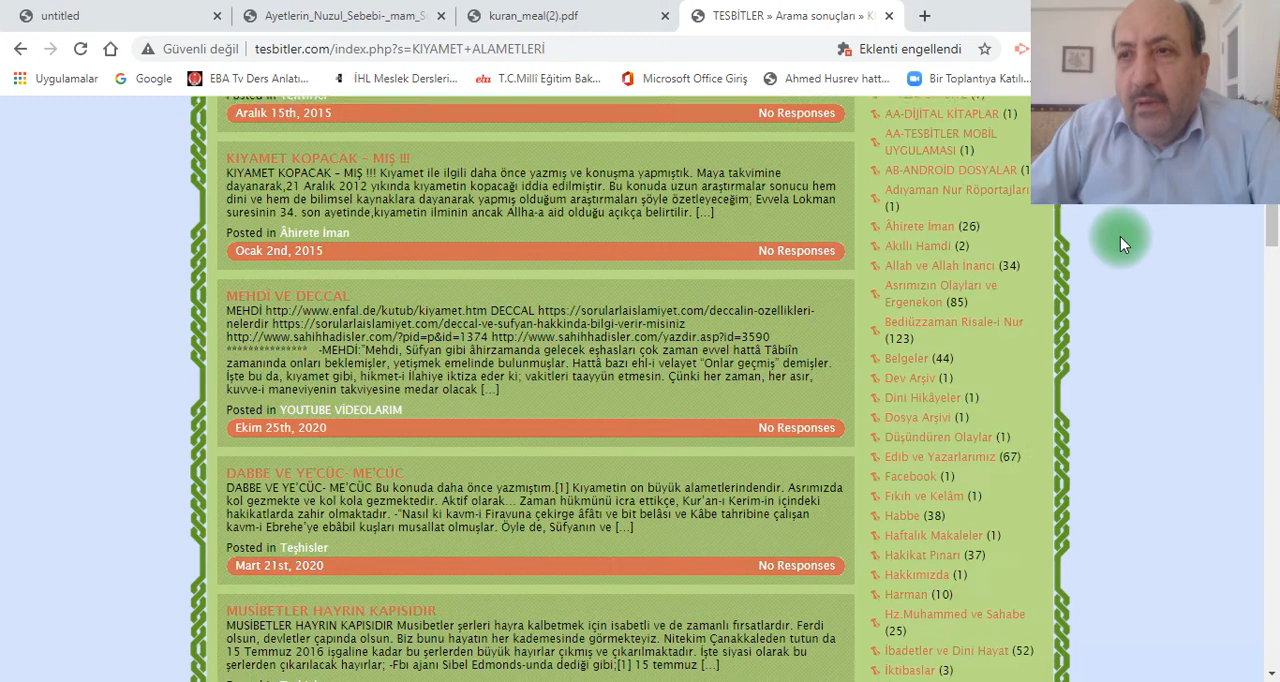 untitled
Ayetlerin_Nuzul_Sebebi-_mam_S
kuran_meal(2).pdf
TESBİTLER » Arama sonuçları » K
Güvenli değil
tesbitler.com/index.php?s=KIYAMET+ALAMETLERİ
Eklenti engellendi
Uygulamalar
Google
EBA Tv Ders Anlatı...
İHL Meslek Dersleri...
T.C.Millî Eğitim Bak...
Microsoft Office Giriş
Ahmed Husrev hatt...
Bir Toplantıya Katılı...
Aralık 15th, 2015 No Responses
KIYAMET KOPACAK – MIŞ !!!
KIYAMET KOPACAK – MIŞ !!! Kıyamet ile ilgili daha önce yazmış ve konuşma yapmıştık. Maya takvimine
dayanarak,21 Aralık 2012 yıkında kıyametin kopacağı iddia edilmiştir. Bu konuda uzun araştırmalar sonucu hem
dini ve hem de bilimsel kaynaklara dayanarak yapmış olduğum araştırmaları şöyle özetleyeceğim; Evvela Lokman
suresinin 34. son ayetinde,kıyametin ilminin ancak Allha-a aid olduğu açıkça belirtilir. [...]
Posted in Âhirete İman
Ocak 2nd, 2015 No Responses
MEHDİ VE DECCAL
MEHDİ http://www.enfal.de/kutub/kiyamet.htm DECCAL https://sorularlaislamiyet.com/deccalin-ozellikleri-
nelerdir https://sorularlaislamiyet.com/deccal-ve-sufyan-hakkinda-bilgi-verir-misiniz
http://www.sahihhadisler.com/?pid=p&id=1374 http://www.sahihhadisler.com/yazdir.asp?id=3590
*************** -MEHDİ:"Mehdi, Süfyan gibi âhirzamanda gelecek eşhasları çok zaman evvel hattâ Tâbiîn
zamanında onları beklemişler, yetişmek emelinde bulunmuşlar. Hattâ bazı ehl-i velayet "Onlar geçmiş" demişler.
İşte bu da, kıyamet gibi, hikmet-i İlahiye iktiza eder ki; vakitleri taayyün etmesin. Çünki her zaman, her asır,
kuvve-i maneviyenin takviyesine medar olacak [...]
Posted in YOUTUBE VİDEOLARIM
Ekim 25th, 2020 No Responses
DABBE VE YE'CÜC- ME'CÜC
DABBE VE YE'CÜC- ME'CÜC Bu konuda daha önce yazmıştım.[1] Kıyametin on büyük alametlerindendir. Asrımızda
kol gezmekte ve kol kola gezmektedir. Aktif olarak... Zaman hükmünü icra ettikçe, Kur'an-ı Kerim-in içindeki
hakikatlarda zahir olmaktadır. -"Nasıl ki kavm-i Firavuna çekirge âfâtı ve bit belâsı ve Kâbe tahribine çalışan
kavm-i Ebrehe'ye ebâbil kuşları musallat olmuşlar. Öyle de, Süfyanın ve [...]
Posted in Teşhisler
Mart 21st, 2020 No Responses
MUSİBETLER HAYRIN KAPISIDIR
MUSİBETLER HAYRIN KAPISIDIR Musibetler şerleri hayra kalbetmek için isabetli ve de zamanlı fırsatlardır. Ferdi
olsun, devletler çapında olsun. Biz bunu hayatın her kademesinde görmekteyiz. Nitekim Çanakkaleden tutun da
15 Temmuz 2016 işgaline kadar bu şerlerden büyük hayırlar çıkmış ve çıkarılmaktadır. İşte siyasi olarak bu
şerlerden çıkarılacak hayırlar; -Fbı ajanı Sibel Edmonds-unda dediği gibi;[1] 15 temmuz [...]
AA-DİJİTAL KİTAPLAR (1)
AA-TESBİTLER MOBİL
UYGULAMASI (1)
AB-ANDROİD DOSYALAR (1
Adıyaman Nur Röportajları
(1)
Âhirete İman (26)
Akıllı Hamdi (2)
Allah ve Allah İnancı (34)
Asrımızın Olayları ve
Ergenekon (85)
Bediüzzaman Risale-i Nur
(123)
Belgeler (44)
Dev Arşiv (1)
Dini Hikâyeler (1)
Dosya Arşivi (1)
Düşündüren Olaylar (1)
Edib ve Yazarlarımız (67)
Facebook (1)
Fıkıh ve Kelâm (1)
Habbe (38)
Haftalık Makaleler (1)
Hakikat Pınarı (37)
Hakkımızda (1)
Harman (10)
Hz.Muhammed ve Sahabe
(25)
İbadetler ve Dini Hayat (52)
İktibaslar (3)